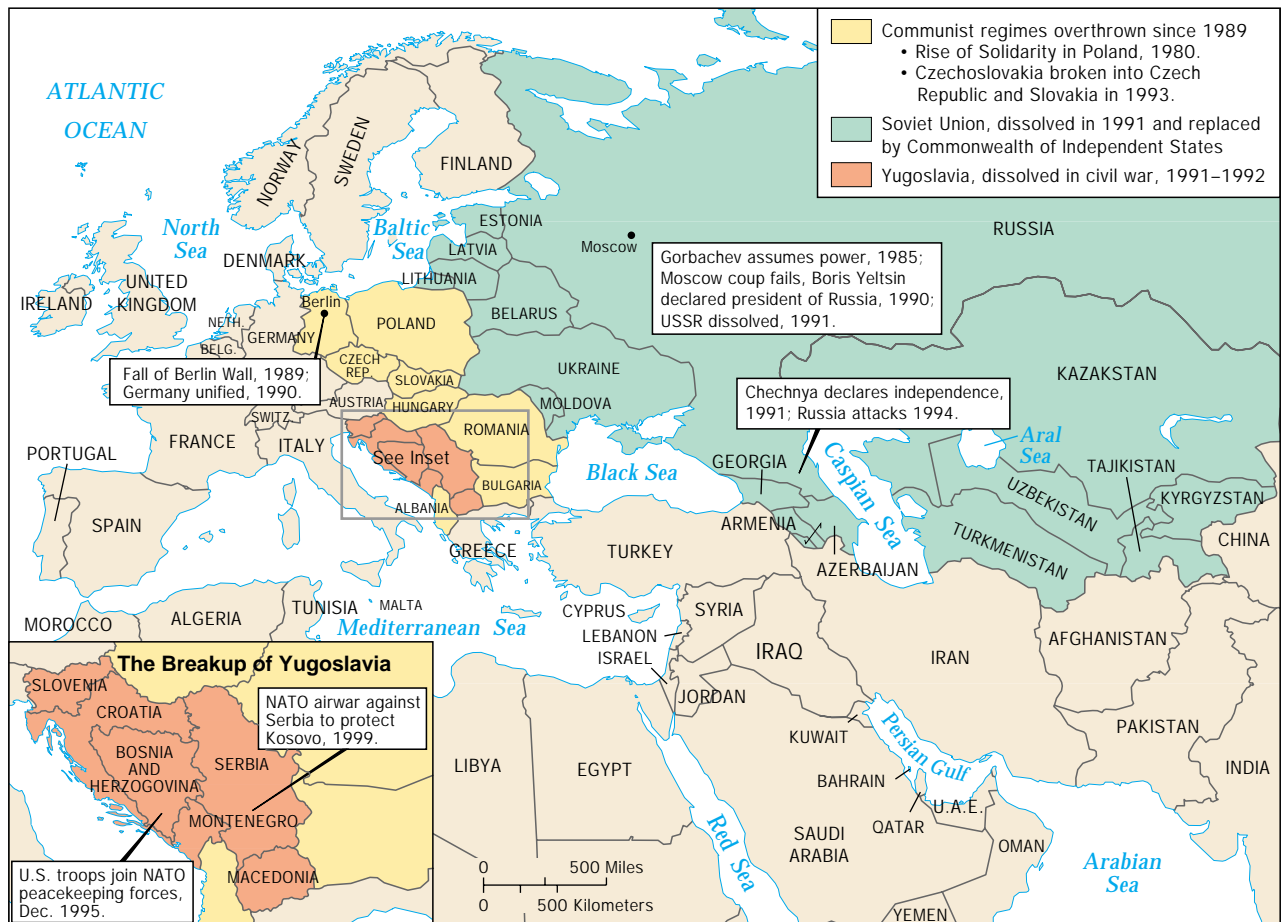 Communist regimes overthrown since 1989
• Rise of Solidarity in Poland, 1980.
• Czechoslovakia broken into Czech
Republic and Slovakia in 1993.
Soviet Union, dissolved in 1991 and replaced
by Commonwealth of Independent States
Yugoslavia, dissolved in civil war, 1991–1992
ATLANTIC
OCEAN
NORWAY
SWEDEN
FINLAND
RUSSIA
North
Sea
Baltic
Sea
ESTONIA
LATVIA
LITHUANIA
Moscow
Gorbachev assumes power, 1985;
Moscow coup fails, Boris Yeltsin
declared president of Russia, 1990;
USSR dissolved, 1991.
DENMARK
UNITED
KINGDOM
IRELAND
NETH.
BELG.
GERMANY
Berlin
POLAND
BELARUS
Fall of Berlin Wall, 1989;
Germany unified, 1990.
CZECH
REP.
SLOVAKIA
UKRAINE
KAZAKSTAN
AUSTRIA
HUNGARY
MOLDOVA
SWITZ.
Chechnya declares independence,
1991; Russia attacks 1994.
FRANCE
ITALY
ROMANIA
PORTUGAL
See Inset
SPAIN
BULGARIA
ALBANIA
GREECE
Black Sea
GEORGIA
Caspian Sea
Aral
Sea
TAJIKISTAN
UZBEKISTAN
KYRGYZSTAN
ARMENIA
TURKMENISTAN
CHINA
TURKEY
AZERBAIJAN
MOROCCO
ALGERIA
TUNISIA
MALTA
Mediterranean Sea
CYPRUS
SYRIA
LEBANON
ISRAEL
IRAQ
IRAN
AFGHANISTAN
JORDAN
PAKISTAN
KUWAIT
Persian Gulf
INDIA
LIBYA
EGYPT
BAHRAIN
U.A.E.
QATAR
SAUDI
ARABIA
OMAN
Red Sea
Arabian
Sea
YEMEN
The Breakup of Yugoslavia
SLOVENIA
CROATIA
NATO airwar against
Serbia to protect
Kosovo, 1999.
BOSNIA
AND
HERZOGOVINA
SERBIA
MONTENEGRO
MACEDONIA
U.S. troops join NATO
peacekeeping forces,
Dec. 1995.
0 500 Miles
0 500 Kilometers